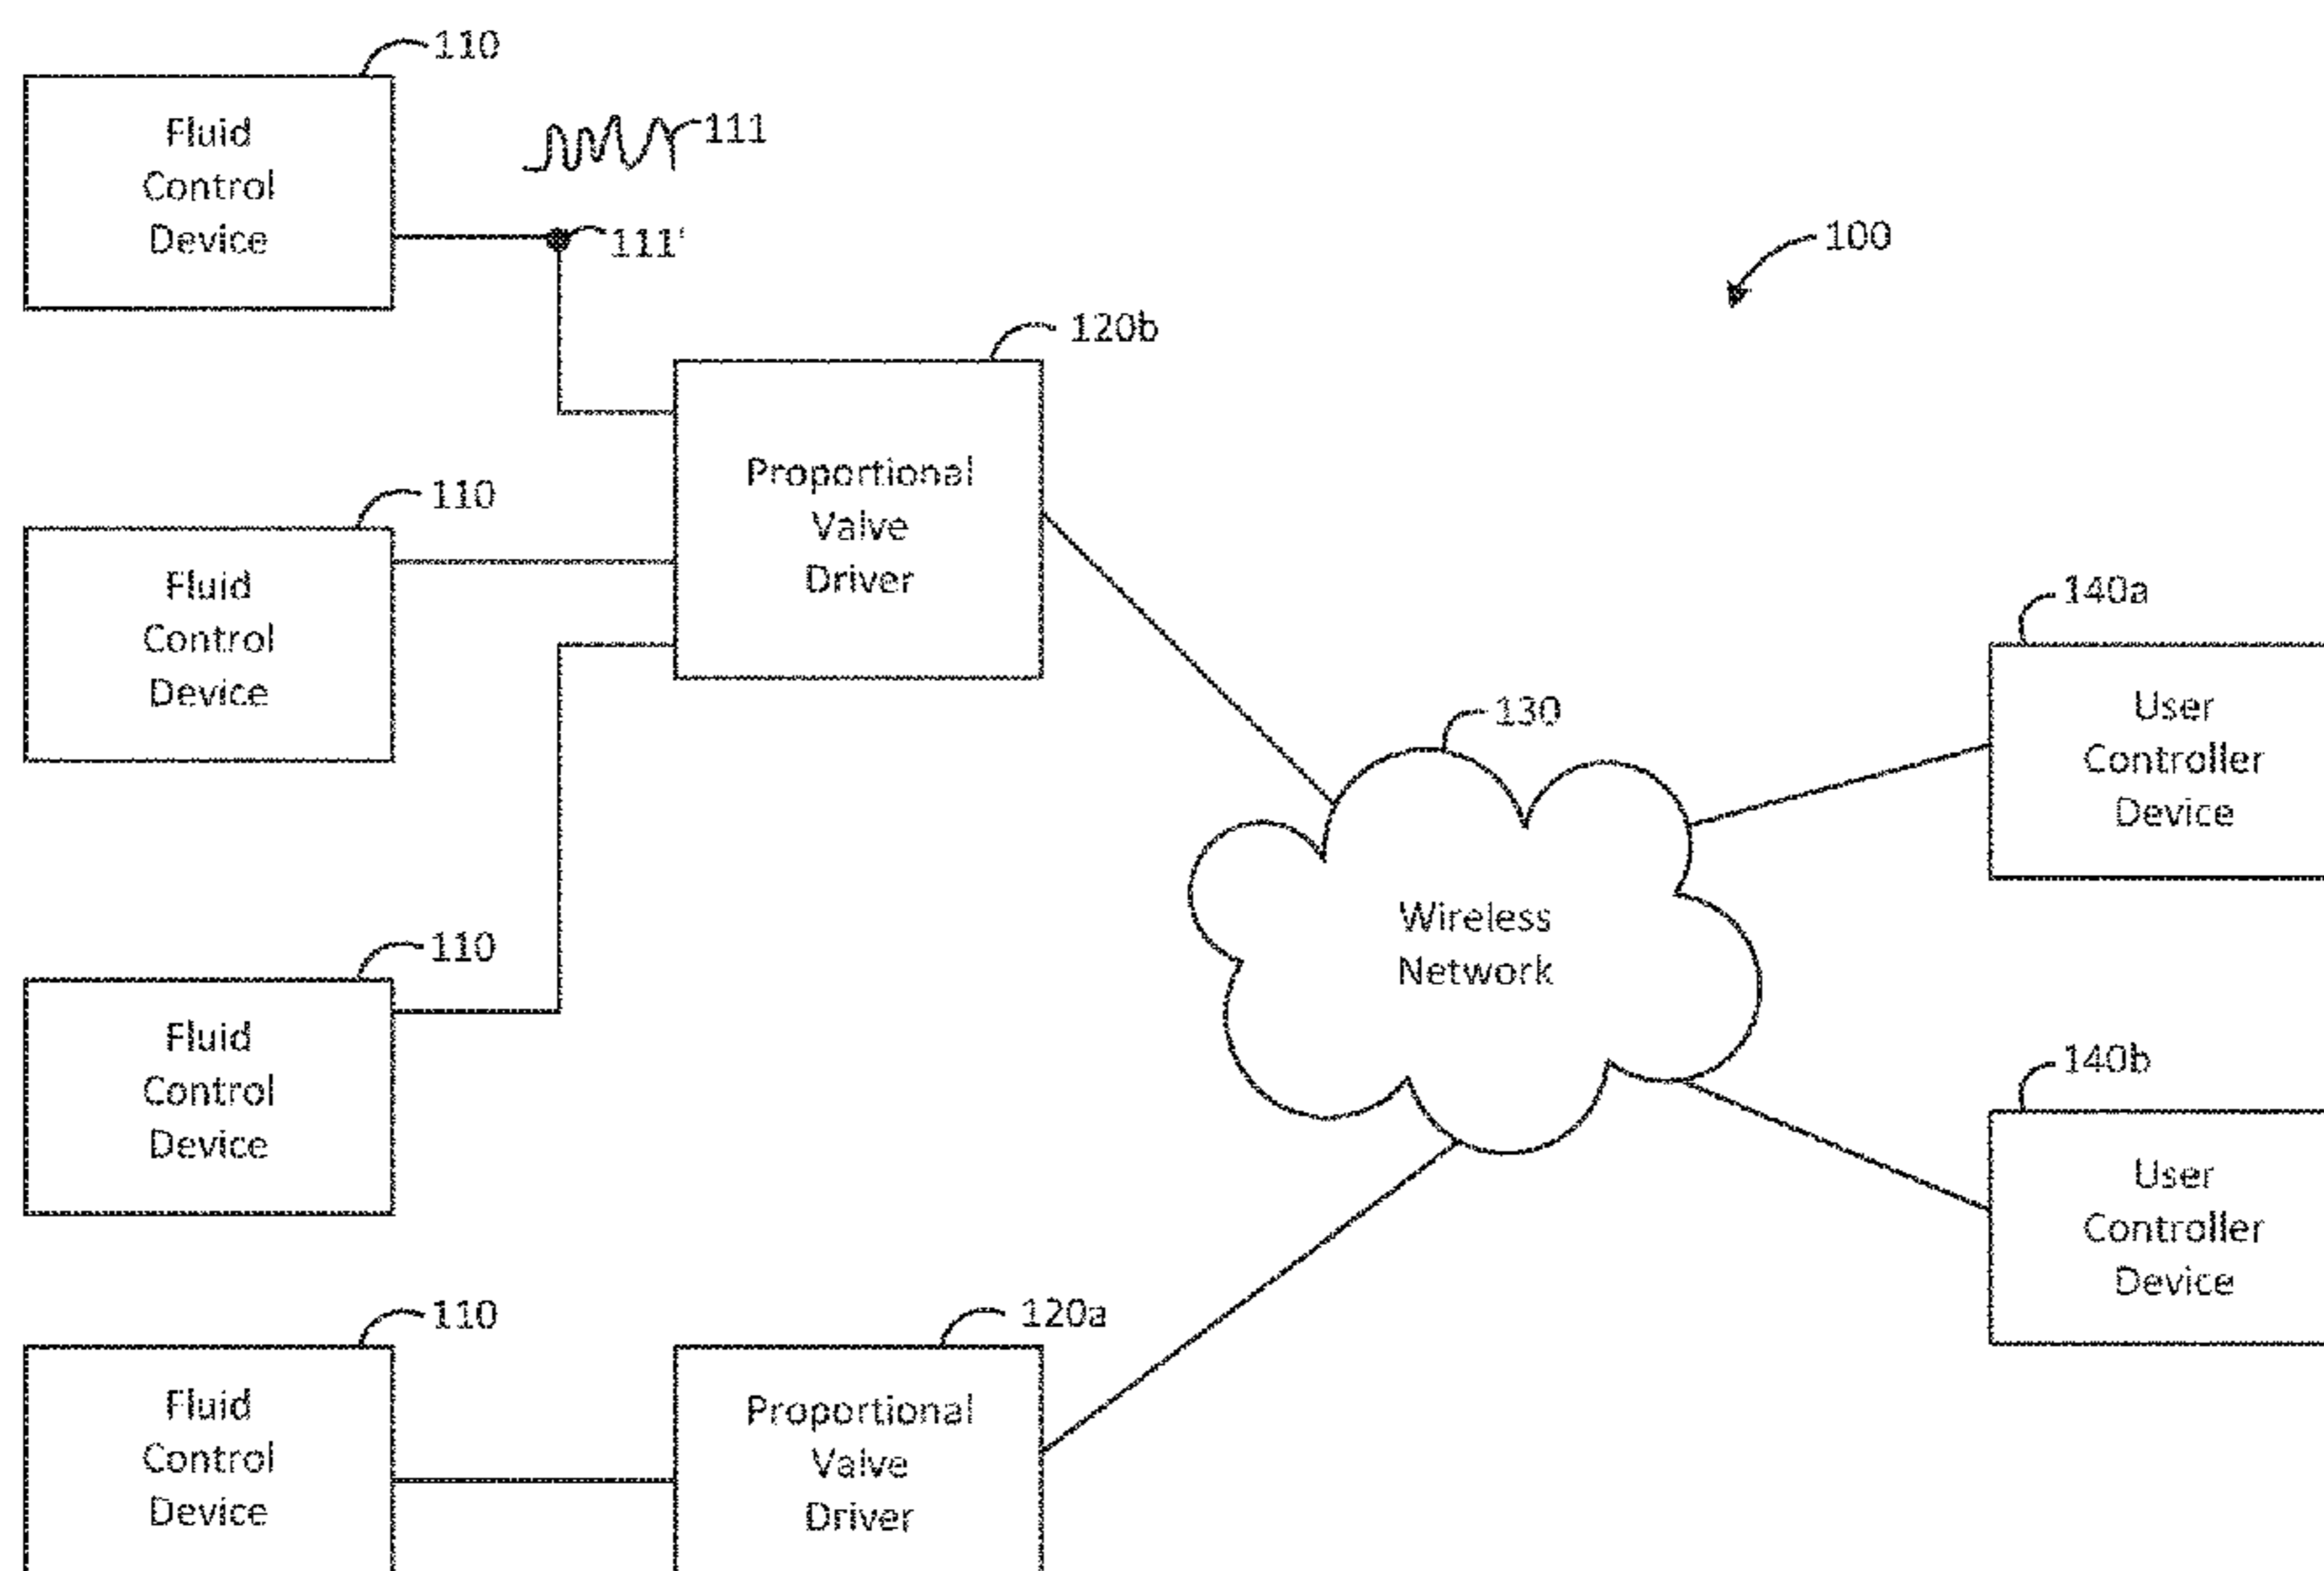 110
Fluid
Control
Device
111
111'
100
120b
Proportional
Valve
Driver
110
Fluid
Control
Device
140a
User
Controller
Device
130
Wireless
Network
110
Fluid
Control
Device
140b
User
Controller
Device
110
Fluid
Control
Device
120a
Proportional
Valve
Driver